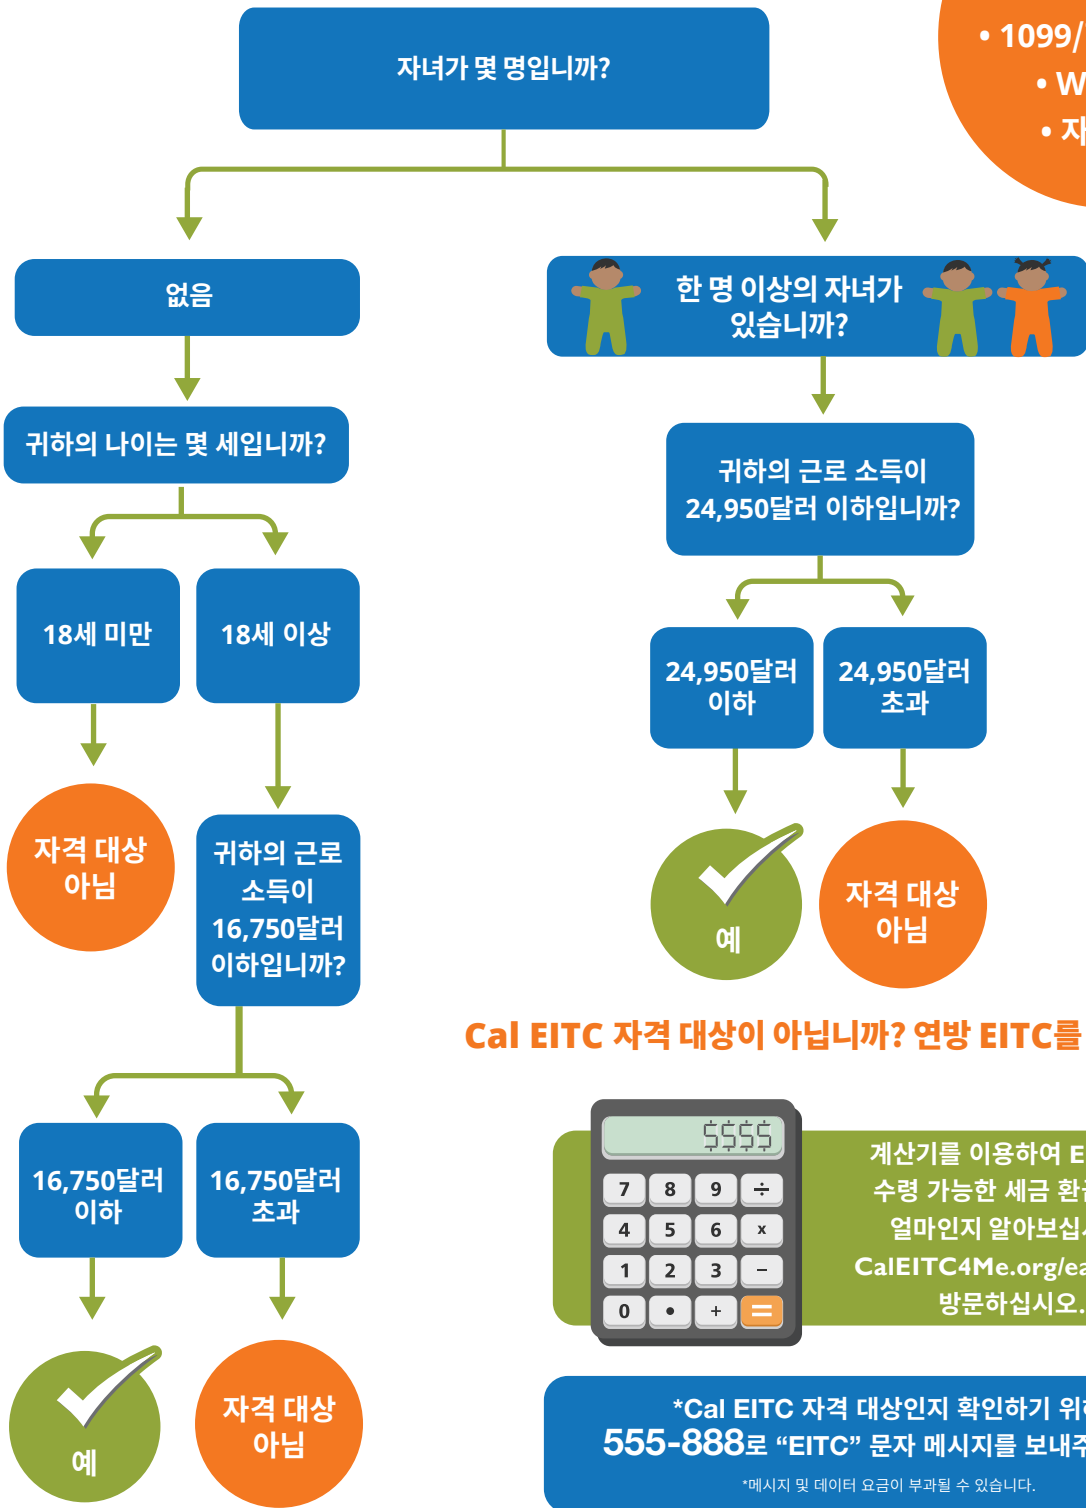 • 1099/
• W
• 자
자녀가 몇 명입니까?
없음
한 명 이상의 자녀가
있습니까?
귀하의 나이는 몇 세입니까?
귀하의 근로 소득이
24,950달러 이하입니까?
18세 미만
18세 이상
24,950달러
이하
24,950달러
초과
자격 대상
아님
귀하의 근로
소득이
16,750달러
이하입니까?
예
자격 대상
아님
Cal EITC 자격 대상이 아닙니까? 연방 EITC를
16,750달러
이하
16,750달러
초과
예
자격 대상
아님
$$$$
7 8 9 ÷
4 5 6 x
1 2 3 −
0 • + =
계산기를 이용하여 E
수령 가능한 세금 환
얼마인지 알아보십
CalEITC4Me.org/ea
방문하십시오.
*Cal EITC 자격 대상인지 확인하기 위
555-888로 “EITC” 문자 메시지를 보내주
*메시지 및 데이터 요금이 부과될 수 있습니다.